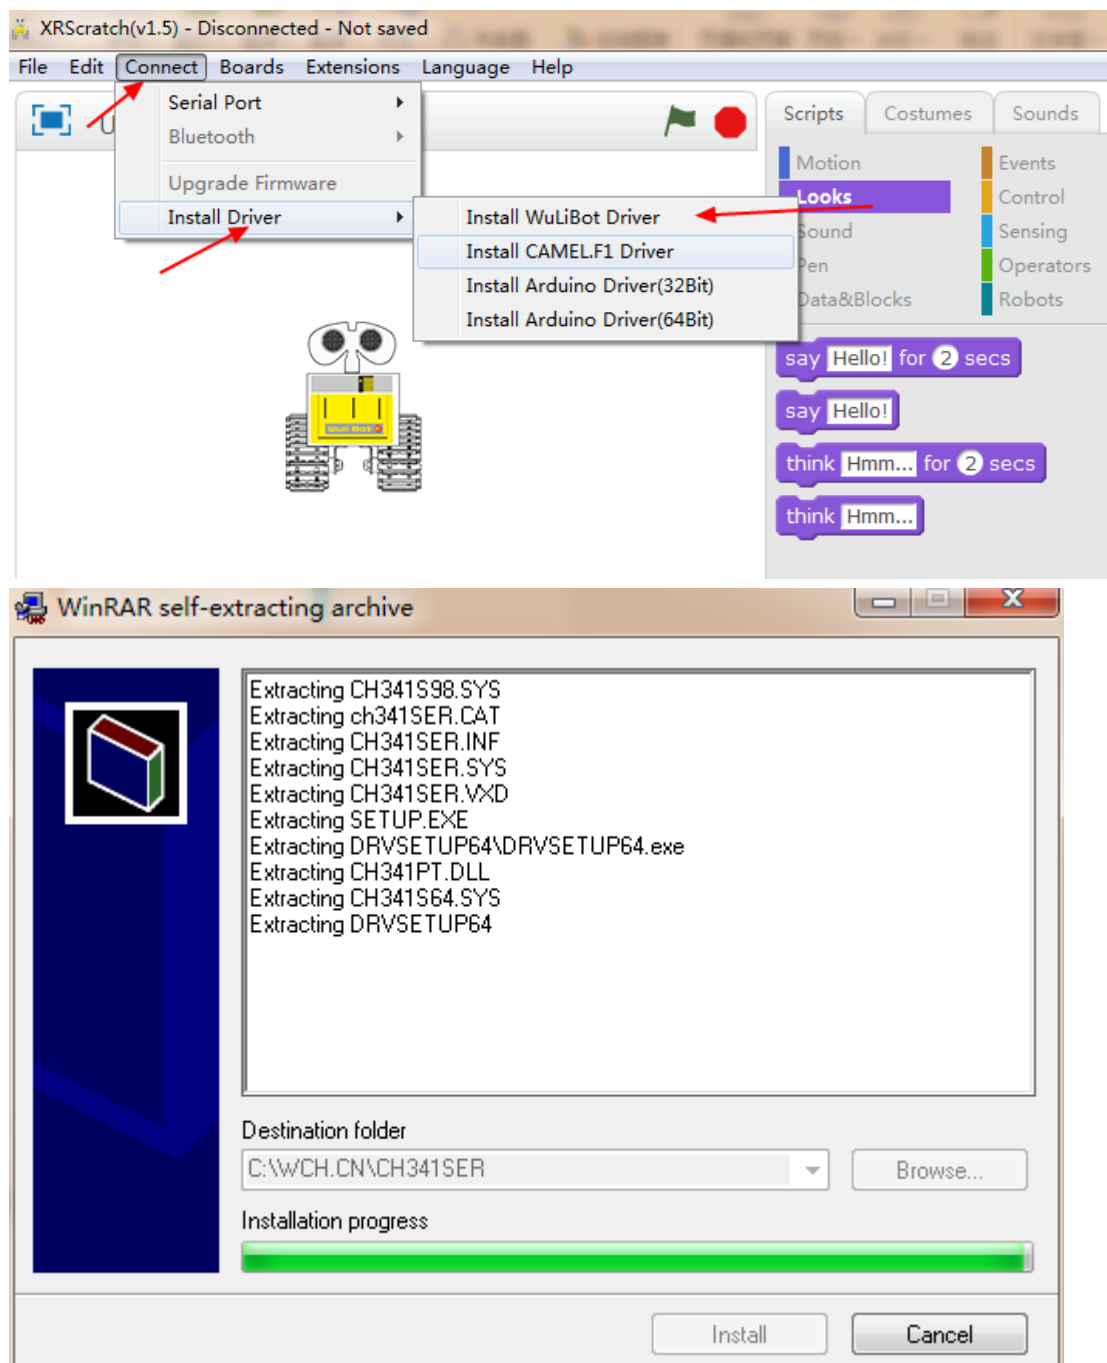 XRScratch(v1.5) - Disconnected - Not saved
File Edit Connect Boards Extensions Language Help
Serial Port
Bluetooth
Upgrade Firmware
Install Driver
Install WuLiBot Driver
Install CAMEL.F1 Driver
Install Arduino Driver(32Bit)
Install Arduino Driver(64Bit)
Scripts Costumes Sounds
Motion Events
Looks Control
Sound Sensing
Pen Operators
Data&Blocks Robots
say Hello! for 2 secs
say Hello!
think Hmm... for 2 secs
think Hmm...
Wuli Bot
WinRAR self-extracting archive
Extracting CH341S98.SYS
Extracting ch341SER.CAT
Extracting CH341SER.INF
Extracting CH341SER.SYS
Extracting CH341SER.VXD
Extracting SETUP.EXE
Extracting DRVSETUP64\DRVSETUP64.exe
Extracting CH341PT.DLL
Extracting CH341S64.SYS
Extracting DRVSETUP64
Destination folder
C:\WCH.CN\CH341SER
Browse...
Installation progress
Install Cancel